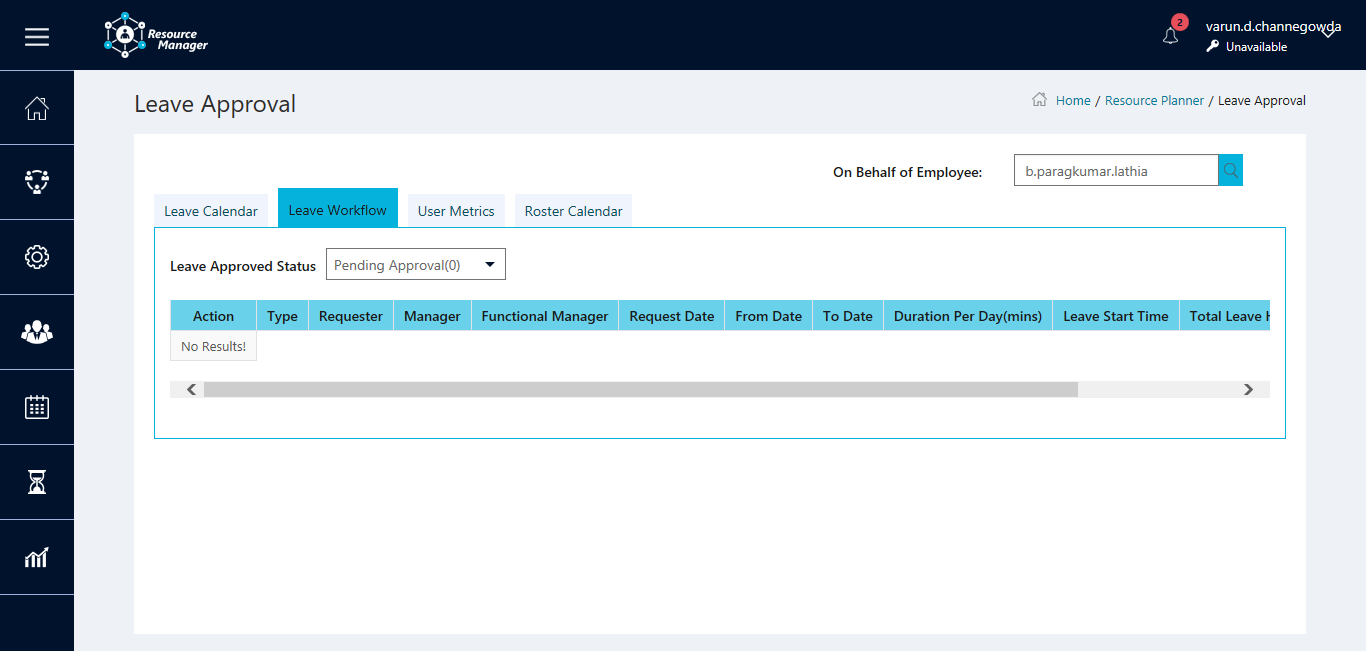 Resource
Manager
2
varun.d.channegowda
Unavailable
Leave Approval
Home / Resource Planner / Leave Approval
On Behalf of Employee:
b.paragkumar.lathia
Leave Calendar
Leave Workflow
User Metrics
Roster Calendar
Leave Approved Status
Pending Approval(0)
Action Type Requester Manager Functional Manager Request Date From Date To Date Duration Per Day(mins) Leave Start Time Total Leave
No Results!